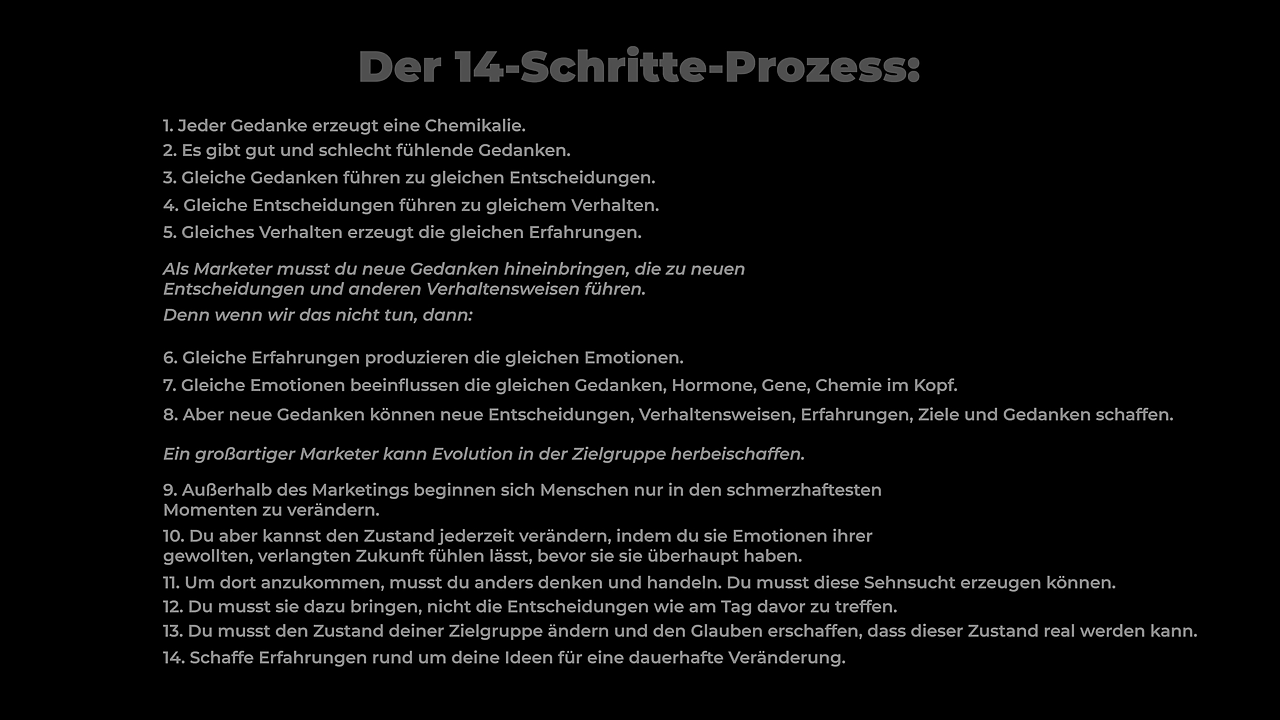 Der 14-Schritte-Prozess:
1. Jeder Gedanke erzeugt eine Chemikalie.
2. Es gibt gut und schlecht fühlende Gedanken.
3. Gleiche Gedanken führen zu gleichen Entscheidungen.
4. Gleiche Entscheidungen führen zu gleichem Verhalten.
5. Gleiches Verhalten erzeugt die gleichen Erfahrungen.
Als Marketer musst du neue Gedanken hineinbringen, die zu neuen
Entscheidungen und anderen Verhaltensweisen führen.
Denn wenn wir das nicht tun, dann:
6. Gleiche Erfahrungen produzieren die gleichen Emotionen.
7. Gleiche Emotionen beeinflussen die gleichen Gedanken, Hormone, Gene, Chemie im Kopf.
8. Aber neue Gedanken können neue Entscheidungen, Verhaltensweisen, Erfahrungen, Ziele und Gedanken schaffen.
Ein großartiger Marketer kann Evolution in der Zielgruppe herbeischaffen.
9. Außerhalb des Marketings beginnen sich Menschen nur in den schmerzhaftesten
Momenten zu verändern.
10. Du aber kannst den Zustand jederzeit verändern, indem du sie Emotionen ihrer
gewollten, verlangten Zukunft fühlen lässt, bevor sie sie überhaupt haben.
11. Um dort anzukommen, musst du anders denken und handeln. Du musst diese Sehnsucht erzeugen können.
12. Du musst sie dazu bringen, nicht die Entscheidungen wie am Tag davor zu treffen.
13. Du musst den Zustand deiner Zielgruppe ändern und den Glauben erschaffen, dass dieser Zustand real werden kann.
14. Schaffe Erfahrungen rund um deine Ideen für eine dauerhafte Veränderung.